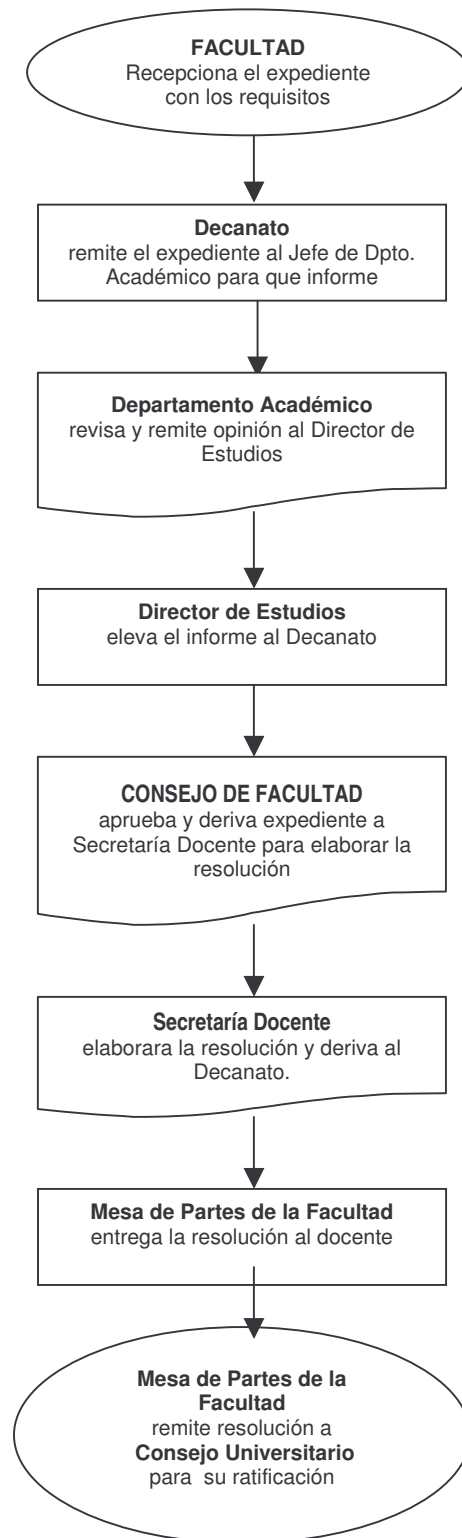 FACULTAD
Recepciona el expediente
con los requisitos
Decanato
remite el expediente al Jefe de Dpto.
Académico para que informe
Departamento Académico
revisa y remite opinión al Director de
Estudios
Director de Estudios
eleva el informe al Decanato
CONSEJO DE FACULTAD
aprueba y deriva expediente a
Secretaría Docente para elaborar la
resolución
Secretaría Docente
elaborara la resolución y deriva al
Decanato.
Mesa de Partes de la Facultad
entrega la resolución al docente
Mesa de Partes de la
Facultad
remite resolución a
Consejo Universitario
para su ratificación